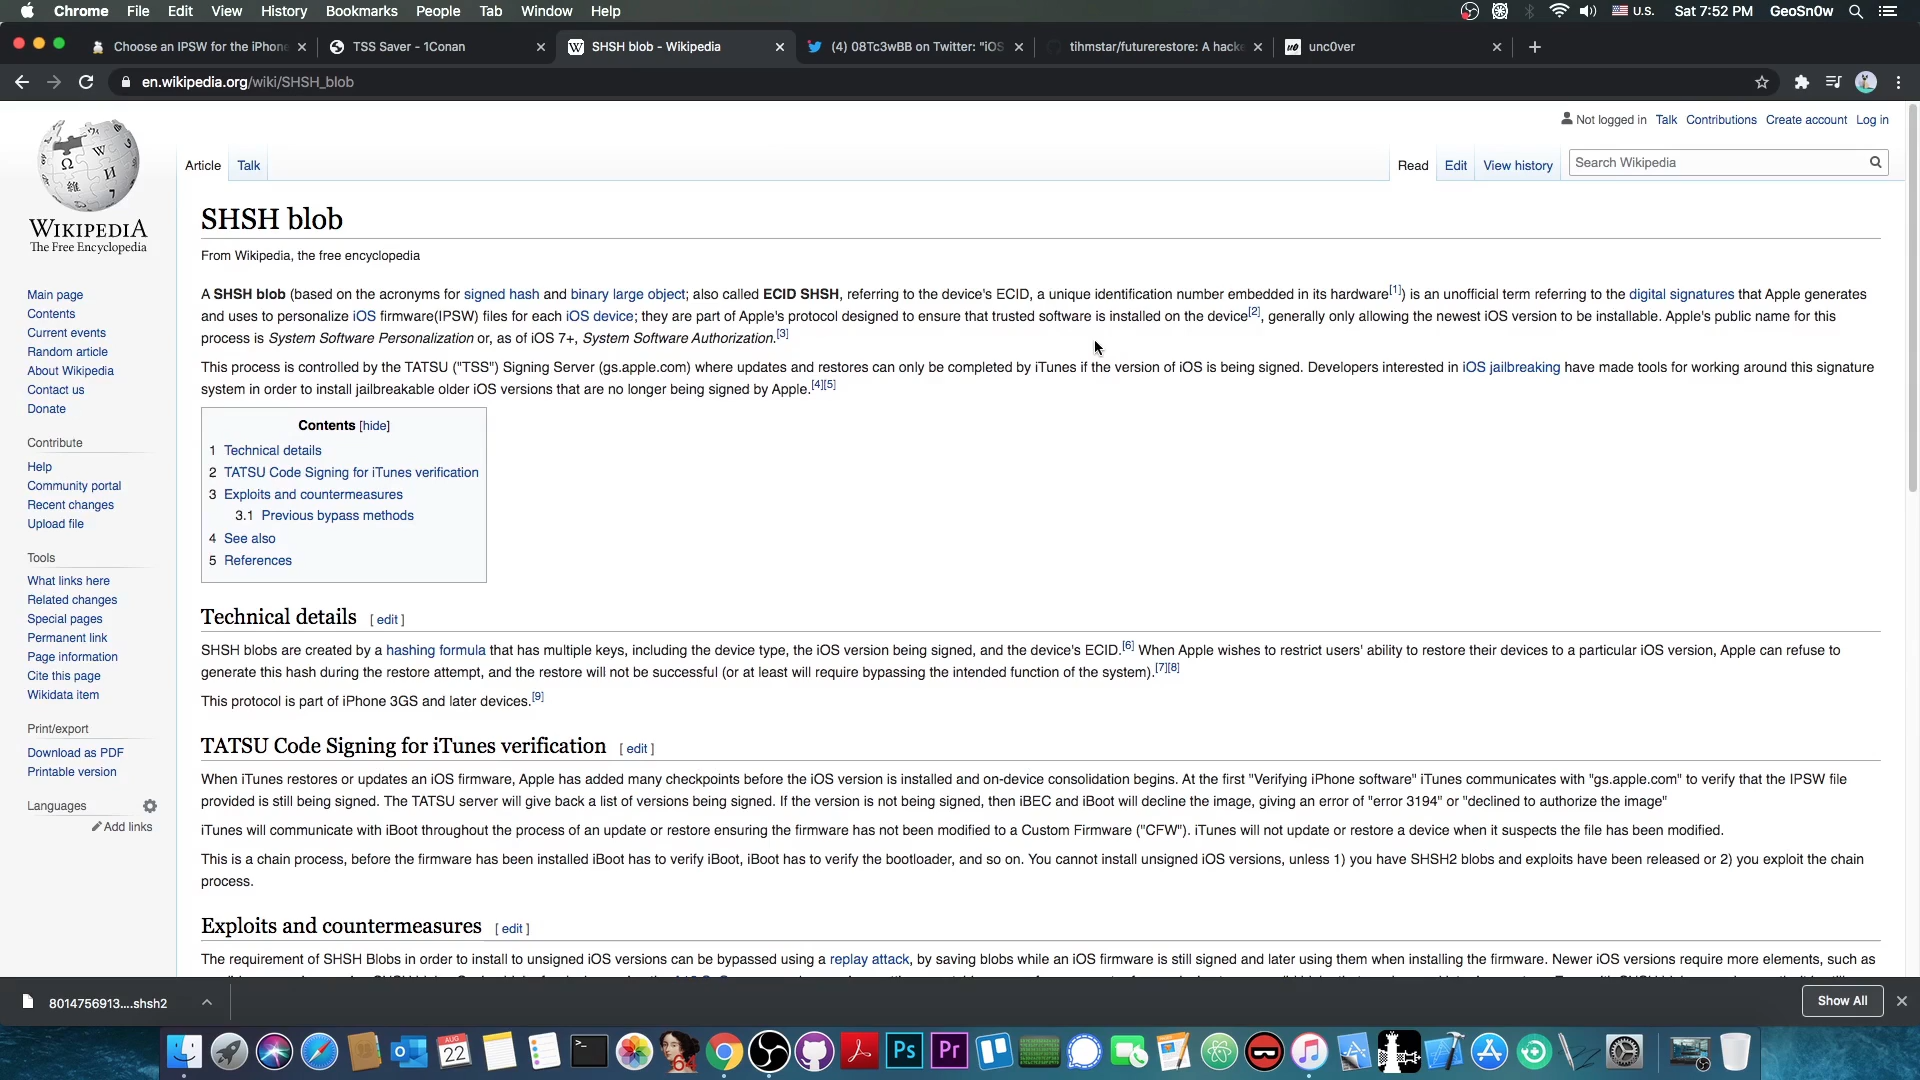 Chrome File Edit View History Bookmarks People Tab Window Help U.S. Sat 7:52 PM GeoSn0w
Choose an IPSW for the iPhone TSS Saver - 1Conan SHSH blob - Wikipedia (4) 08Tc3wBB on Twitter: "iOS tihmstar/futurerestore: A hacke unc0ver
en.wikipedia.org/wiki/SHSH_blob
Not logged in Talk Contributions Create account Log in
Article Talk Read Edit View history Search Wikipedia
WIKIPEDIA
The Free Encyclopedia
Main page
Contents
Current events
Random article
About Wikipedia
Contact us
Donate
Contribute
Help
Community portal
Recent changes
Upload file
Tools
What links here
Related changes
Special pages
Permanent link
Page information
Cite this page
Wikidata item
Print/export
Download as PDF
Printable version
Languages
Add links
SHSH blob
From Wikipedia, the free encyclopedia
A SHSH blob (based on the acronyms for signed hash and binary large object; also called ECID SHSH, referring to the device's ECID, a unique identification number embedded in its hardware[1]) is an unofficial term referring to the digital signatures that Apple generates
and uses to personalize iOS firmware(IPSW) files for each iOS device; they are part of Apple's protocol designed to ensure that trusted software is installed on the device[2], generally only allowing the newest iOS version to be installable. Apple's public name for this
process is System Software Personalization or, as of iOS 7+, System Software Authorization.[3]
This process is controlled by the TATSU ("TSS") Signing Server (gs.apple.com) where updates and restores can only be completed by iTunes if the version of iOS is being signed. Developers interested in iOS jailbreaking have made tools for working around this signature
system in order to install jailbreakable older iOS versions that are no longer being signed by Apple.[4][5]
Contents [hide]
1 Technical details
2 TATSU Code Signing for iTunes verification
3 Exploits and countermeasures
3.1 Previous bypass methods
4 See also
5 References
Technical details [ edit ]
SHSH blobs are created by a hashing formula that has multiple keys, including the device type, the iOS version being signed, and the device's ECID.[6] When Apple wishes to restrict users' ability to restore their devices to a particular iOS version, Apple can refuse to
generate this hash during the restore attempt, and the restore will not be successful (or at least will require bypassing the intended function of the system).[7][8]
This protocol is part of iPhone 3GS and later devices.[9]
TATSU Code Signing for iTunes verification [ edit ]
When iTunes restores or updates an iOS firmware, Apple has added many checkpoints before the iOS version is installed and on-device consolidation begins. At the first "Verifying iPhone software" iTunes communicates with "gs.apple.com" to verify that the IPSW file
provided is still being signed. The TATSU server will give back a list of versions being signed. If the version is not being signed, then iBEC and iBoot will decline the image, giving an error of "error 3194" or "declined to authorize the image"
iTunes will communicate with iBoot throughout the process of an update or restore ensuring the firmware has not been modified to a Custom Firmware ("CFW"). iTunes will not update or restore a device when it suspects the file has been modified.
This is a chain process, before the firmware has been installed iBoot has to verify iBoot, iBoot has to verify the bootloader, and so on. You cannot install unsigned iOS versions, unless 1) you have SHSH2 blobs and exploits have been released or 2) you exploit the chain
process.
Exploits and countermeasures [ edit ]
The requirement of SHSH Blobs in order to install to unsigned iOS versions can be bypassed using a replay attack, by saving blobs while an iOS firmware is still signed and later using them when installing the firmware. Newer iOS versions require more elements, such as
8014756913....shsh2 Show All
AUG
22
64
Ps Pr